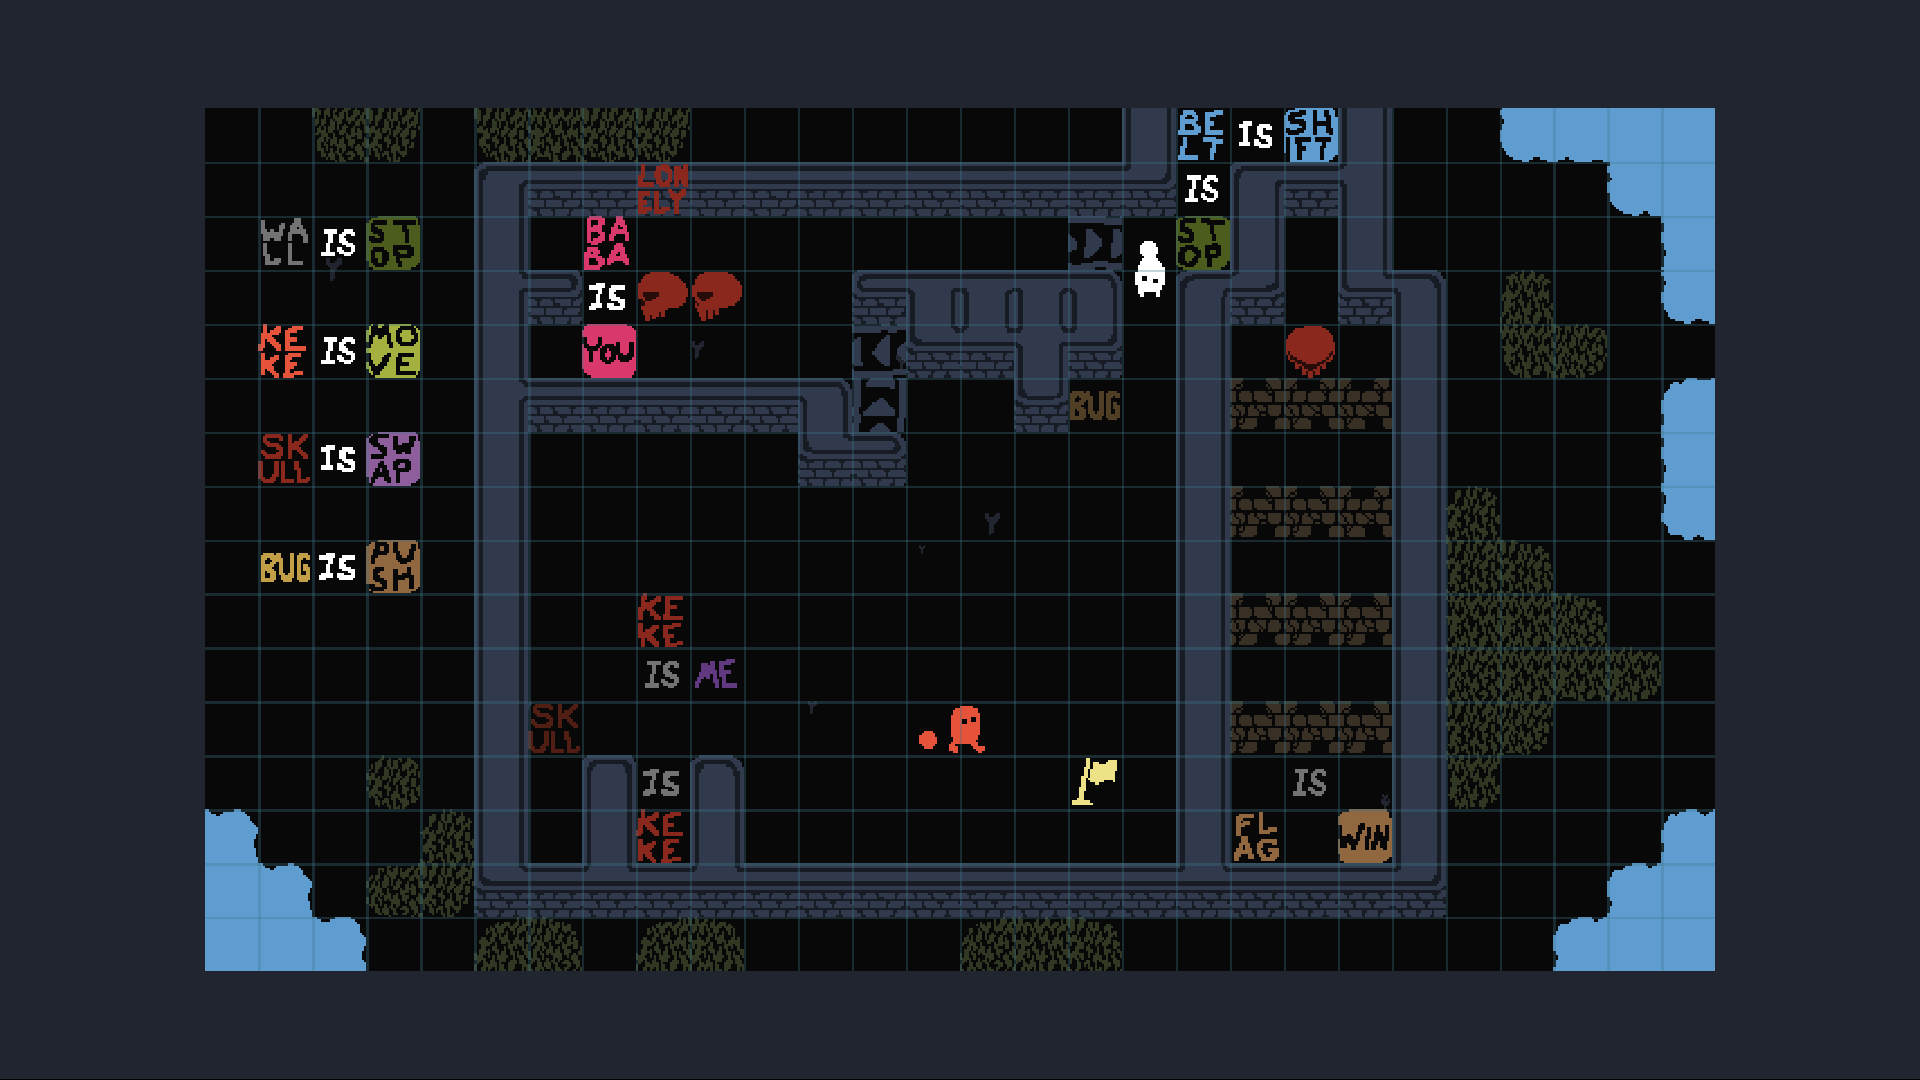 BELT IS SHIFT
LONELY
IS
WALL IS STOP
BABA
STOP
IS
KEKE IS MOVE
YOU
BUG
SKULL IS SWAP
BUG IS PUSH
KEKE
IS ME
SKULL
IS
IS
KEKE
FLAG
WIN